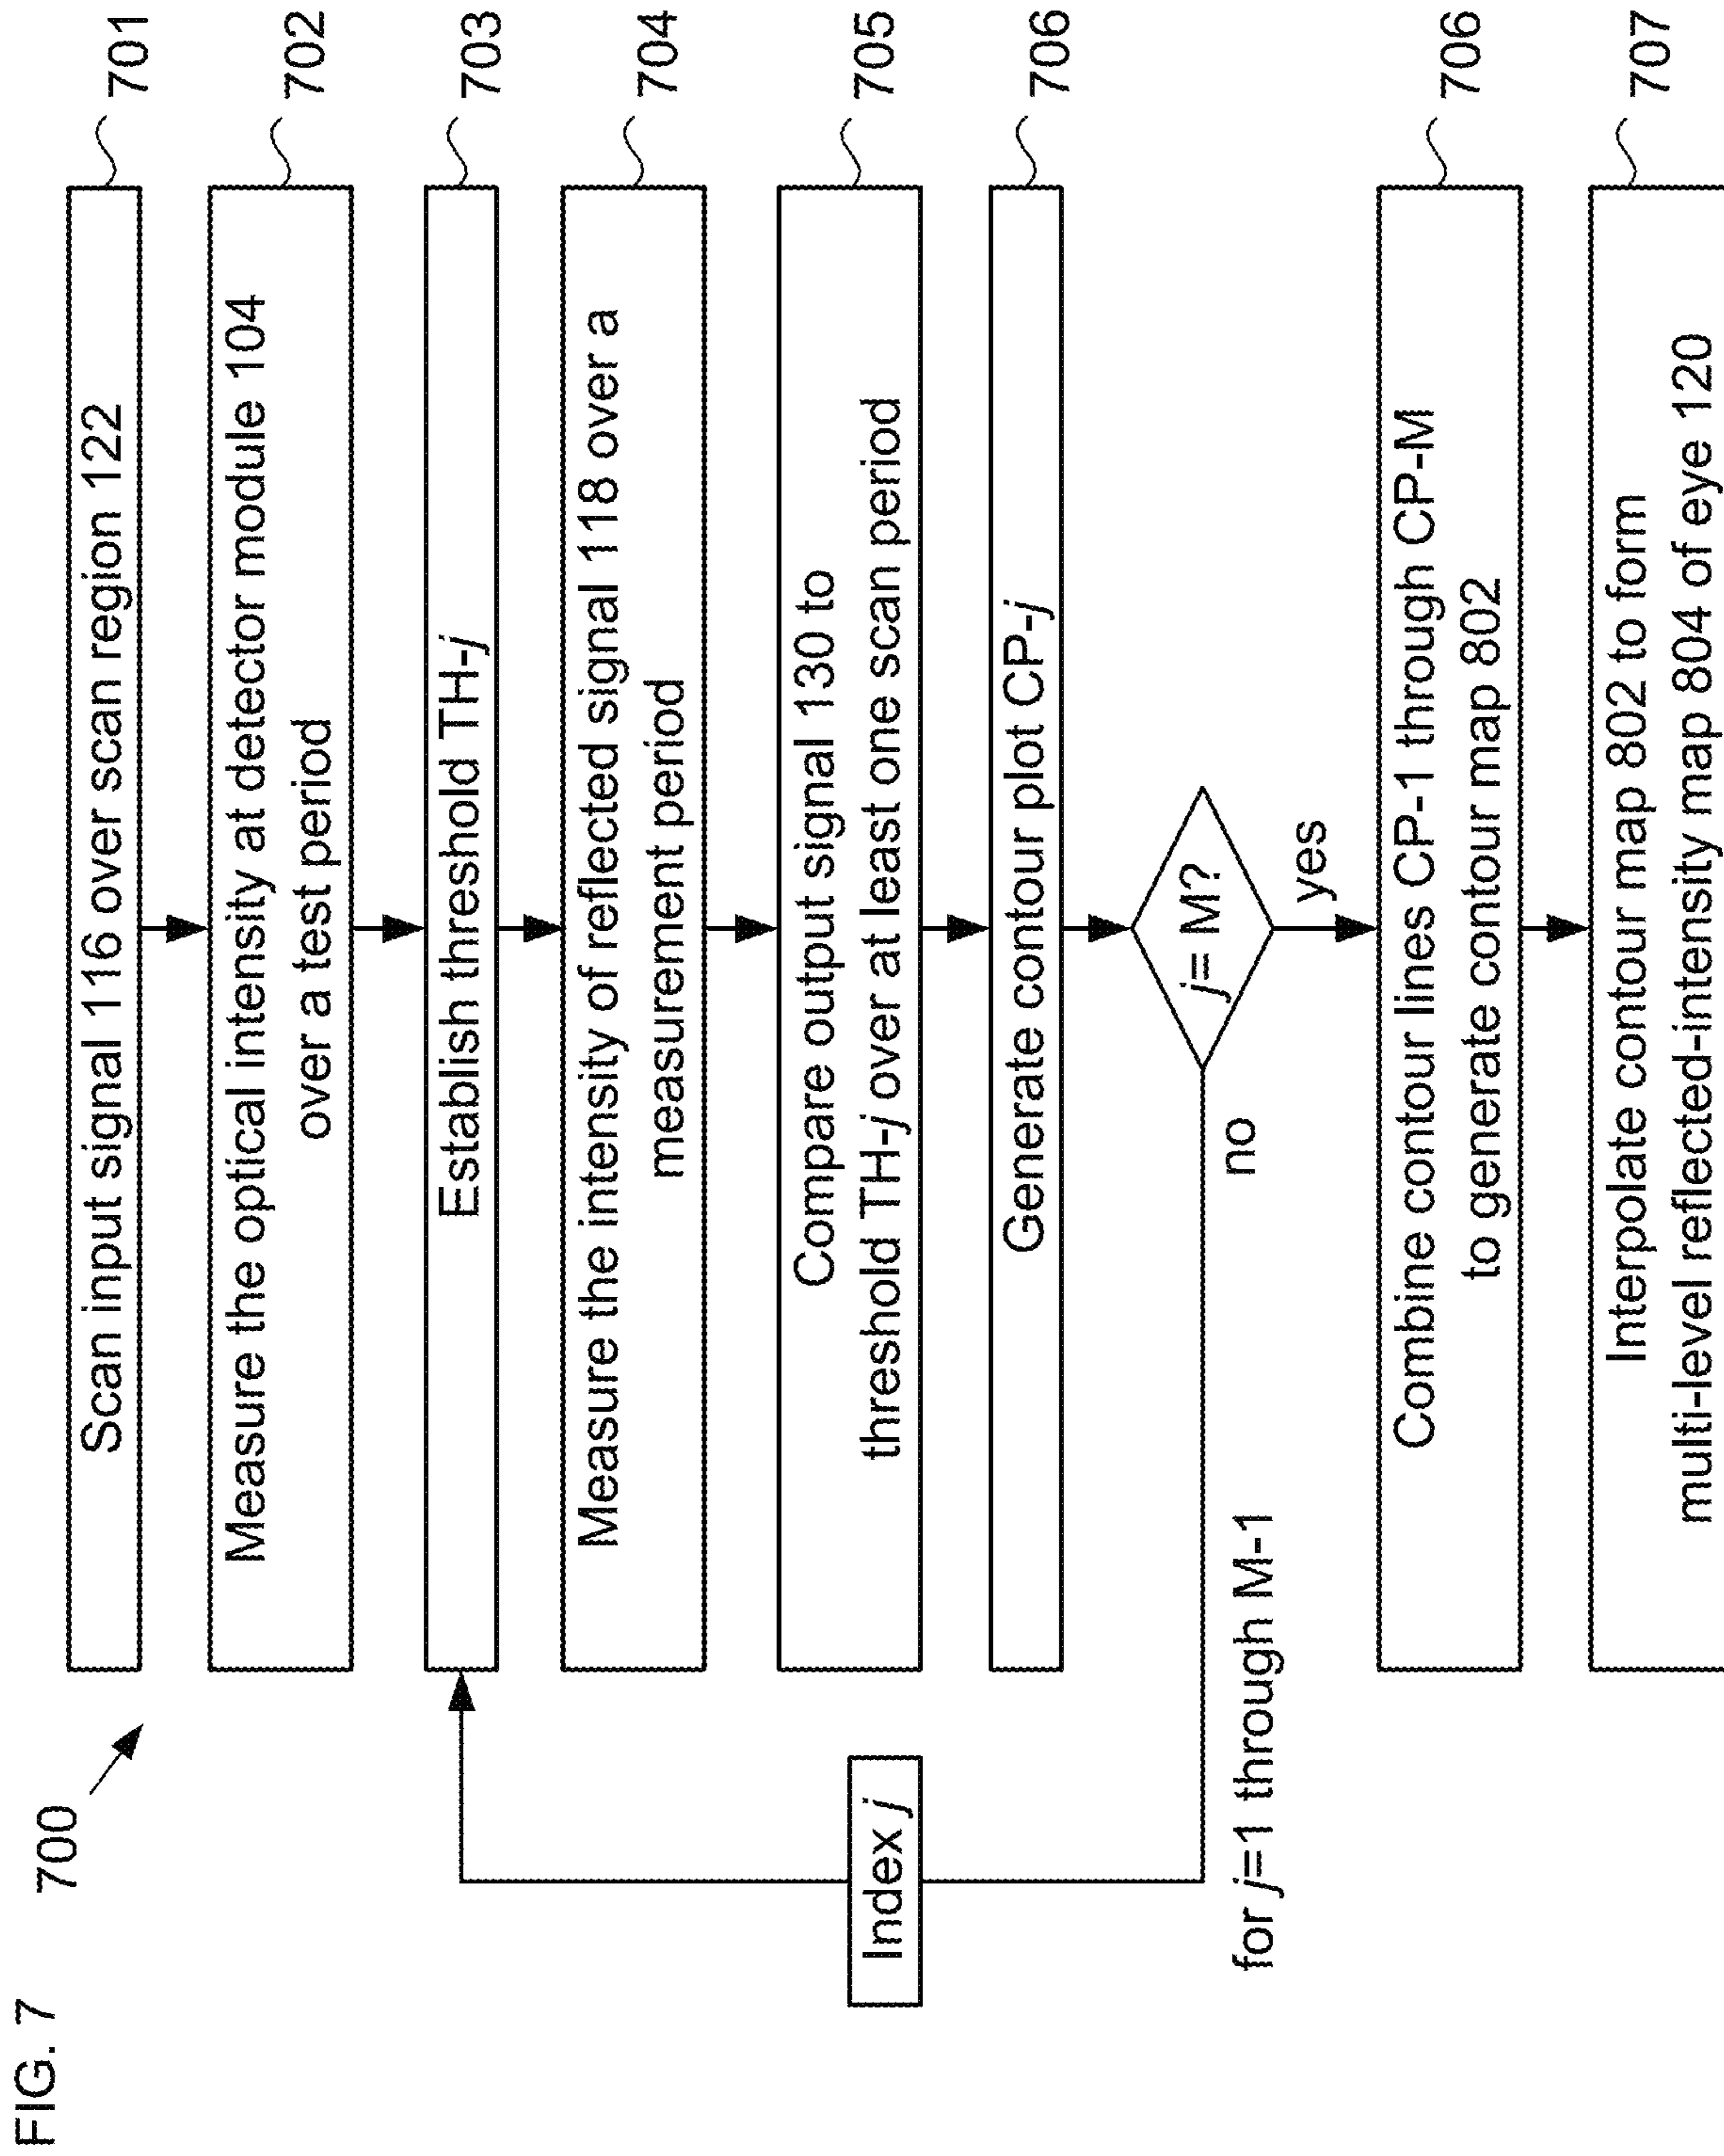 FIG. 7
700
Scan input signal 116 over scan region 122
701
Measure the optical intensity at detector module 104
over a test period
702
Establish threshold TH-j
703
Measure the intensity of reflected signal 118 over a
measurement period
704
Compare output signal 130 to
threshold TH-j over at least one scan period
705
Generate contour plot CP-j
706
Index j
j= M?
no
yes
for j=1 through M-1
Combine contour lines CP-1 through CP-M
to generate contour map 802
706
Interpolate contour map 802 to form
multi-level reflected-intensity map 804 of eye 120
707